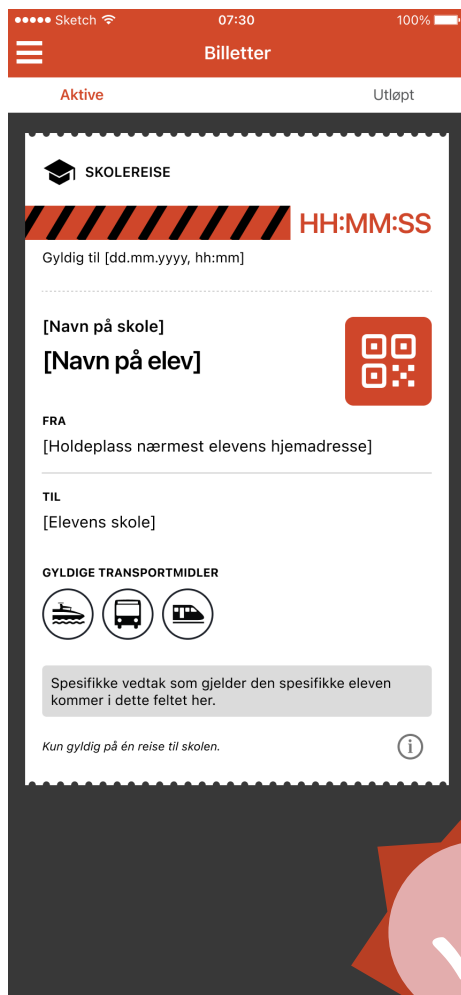 Sketch 07:30 100%
Billetter
Aktive Utløpt
SKOLEREISE
HH:MM:SS
Gyldig til [dd.mm.yyyy, hh:mm]
[Navn på skole]
[Navn på elev]
FRA
[Holdeplass nærmest elevens hjemadresse]
TIL
[Elevens skole]
GYLDIGE TRANSPORTMIDLER
Spesifikke vedtak som gjelder den spesifikke eleven
kommer i dette feltet her.
Kun gyldig på én reise til skolen.
i